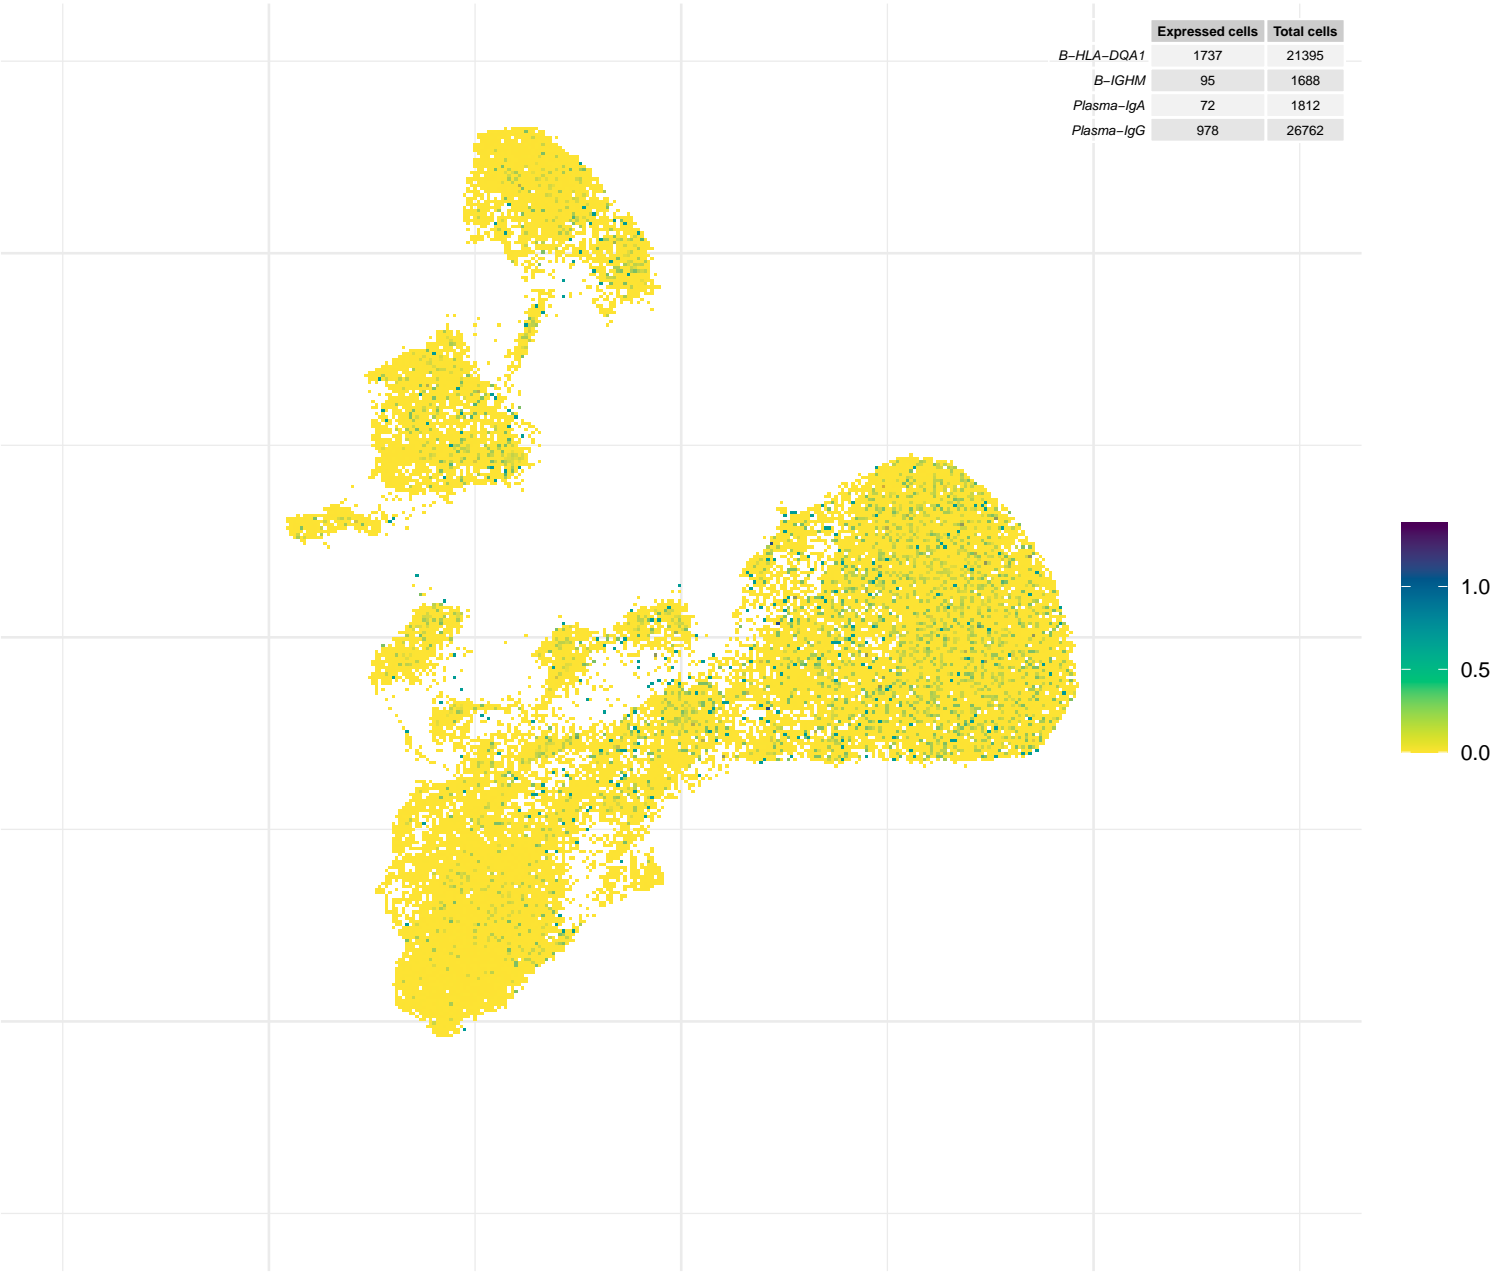 Expressed cells Total cells
B−HLA−DQA1 1737 21395
B−IGHM 95 1688
Plasma−IgA 72 1812
Plasma−IgG 978 26762
1.0
0.5
0.0